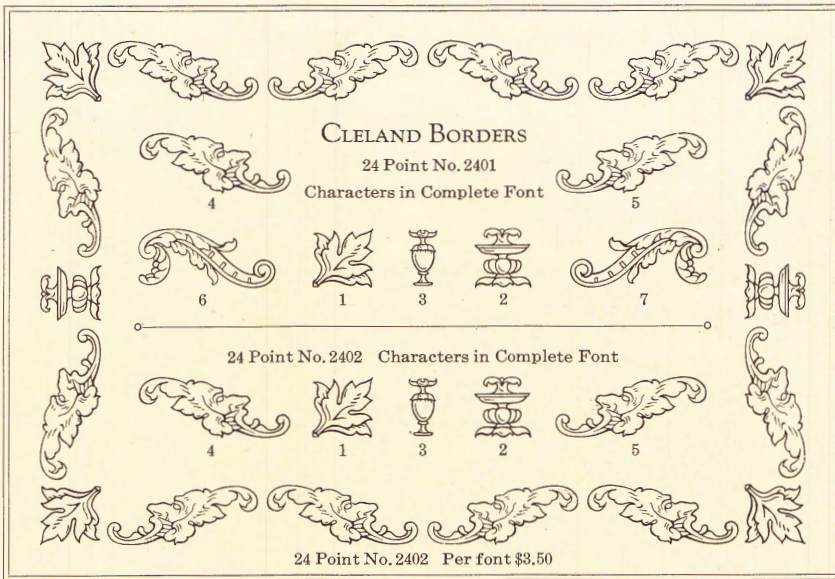 CLELAND BORDERS
24 Point No. 2401
Characters in Complete Font
4 5
6 1 3 2 7
24 Point No. 2402 Characters in Complete Font
4 1 3 2 5
24 Point No. 2402 Per font $3.50